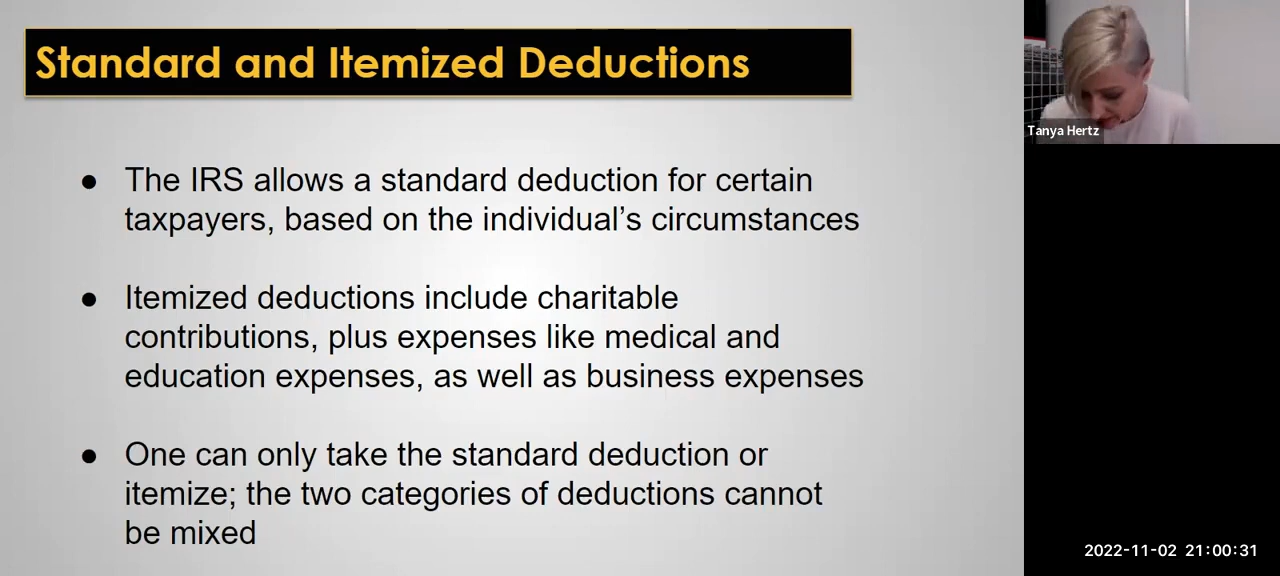 Standard and Itemized Deductions
● The IRS allows a standard deduction for certain
taxpayers, based on the individual’s circumstances
● Itemized deductions include charitable
contributions, plus expenses like medical and
education expenses, as well as business expenses
● One can only take the standard deduction or
itemize; the two categories of deductions cannot
be mixed
Tanya Hertz
2022-11-02 21:00:31